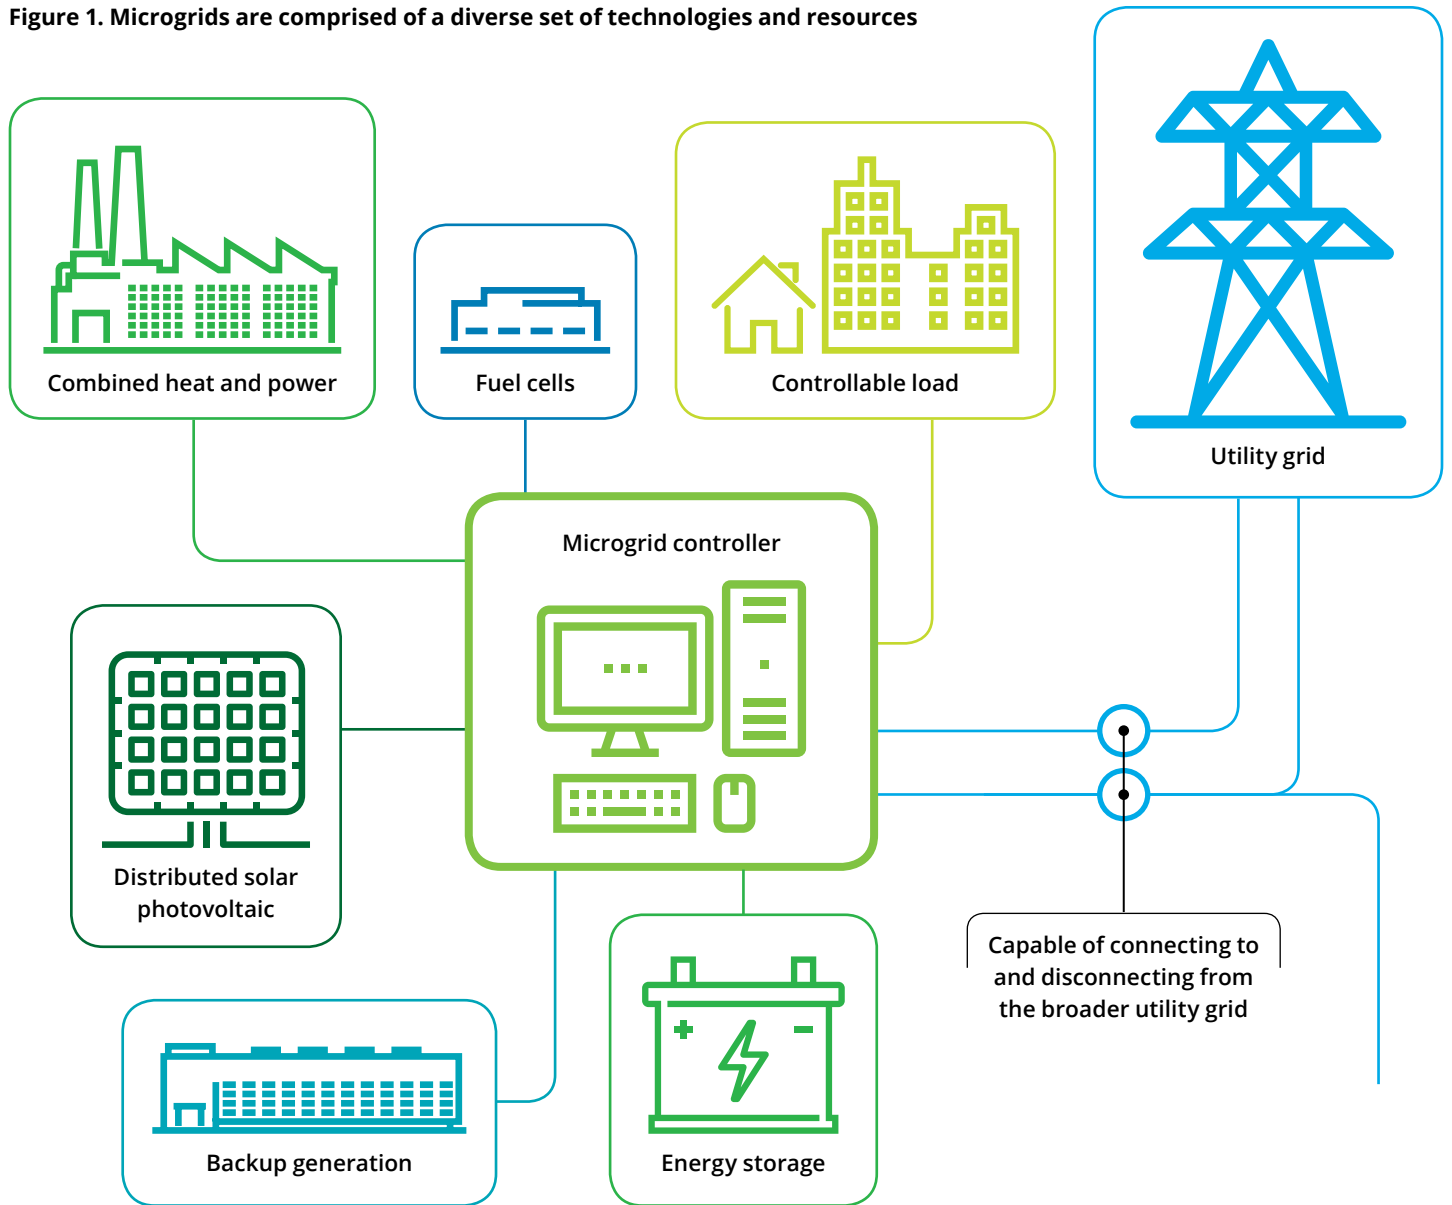 Figure 1. Microgrids are comprised of a diverse set of technologies and resources
Combined heat and power
Fuel cells
Controllable load
Utility grid
Microgrid controller
Distributed solar
photovoltaic
Capable of connecting to
and disconnecting from
the broader utility grid
Backup generation
Energy storage